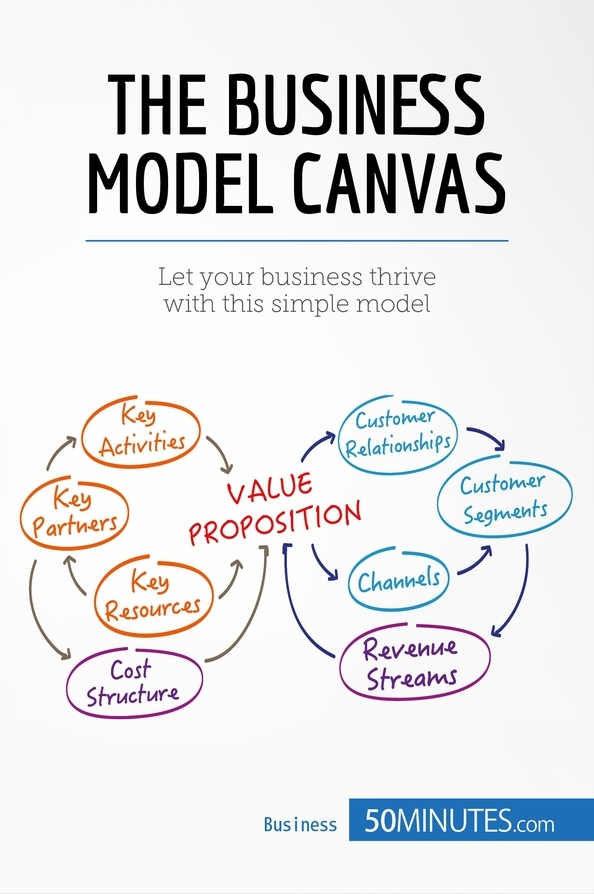 THE BUSINESS
MODEL CANVAS
Let your business thrive
with this simple model
Key
Activities
Key
Partners
Key
Resources
Cost
Structure
VALUE
PROPOSITION
Customer
Relationships
Customer
Segments
Channels
Revenue
Streams
Business
50MINUTES.com